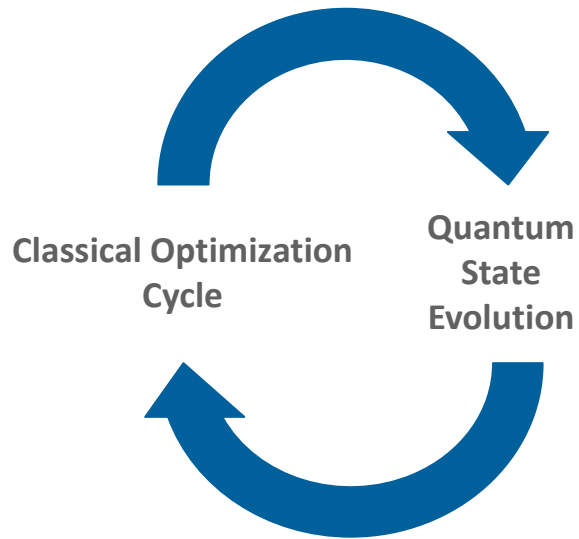 Classical Optimization
Cycle
Quantum
State
Evolution